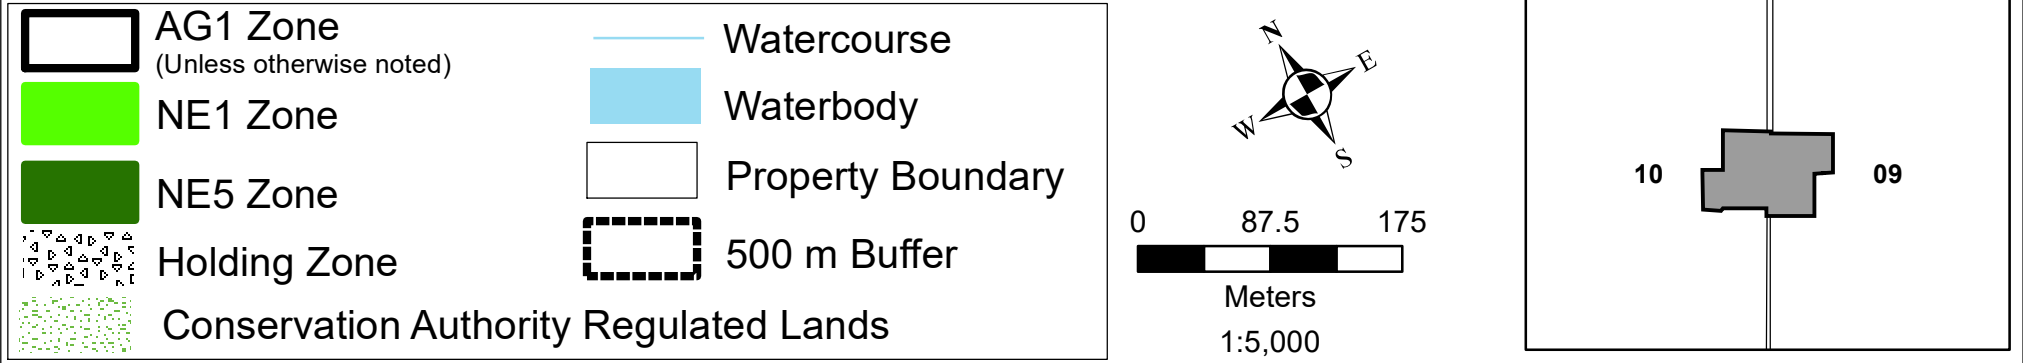 AG1 Zone
(Unless otherwise noted)
NE1 Zone
NE5 Zone
Holding Zone
Conservation Authority Regulated Lands
Watercourse
Waterbody
Property Boundary
500 m Buffer
N
E
W
S
0 87.5 175
Meters
1:5,000
10 09